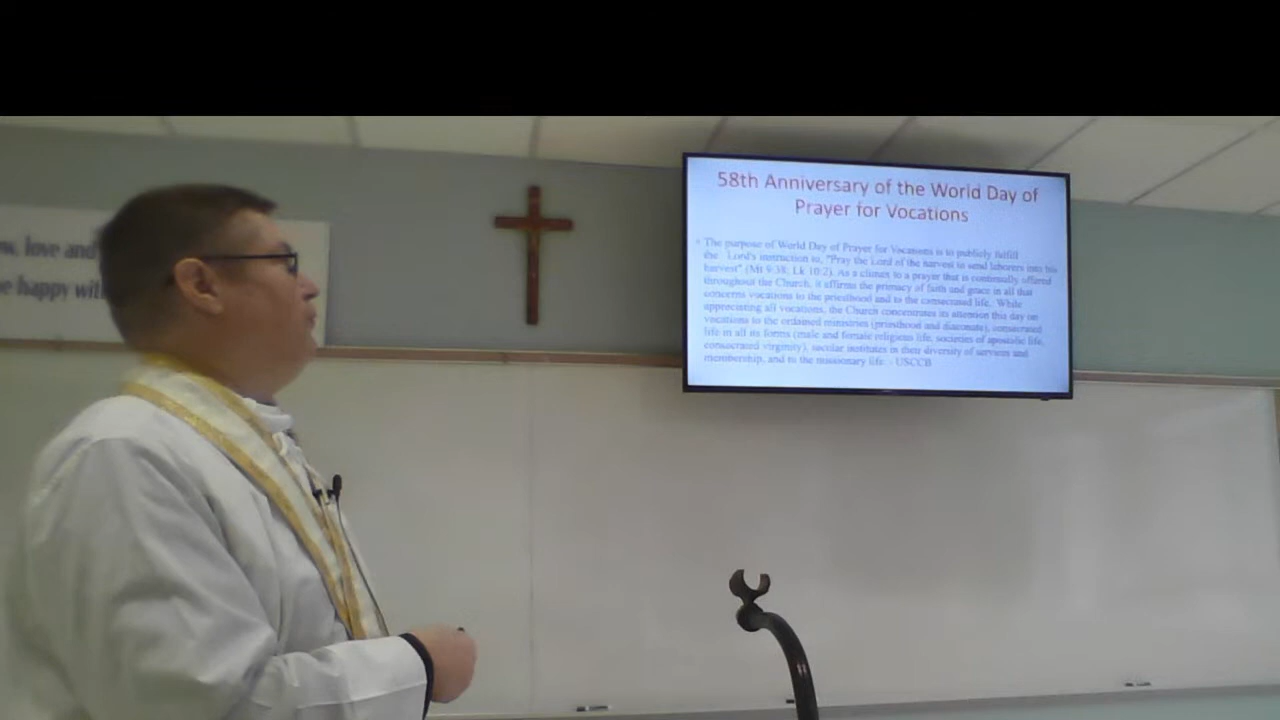 58th Anniversary of the World Day of
Prayer for Vocations
The purpose of World Day of Prayer for Vocations is to publicly fulfill
the Lord's instruction to, "Pray the Lord of the harvest to send laborers into his
harvest" (Mt 9:38; Lk 10:2). As a climax to a prayer that is continually offered
throughout the Church, it affirms the primacy of faith and grace in all that
concerns vocations to the priesthood and to the consecrated life. While
appreciating all vocations, the Church concentrates its attention this day on
vocations to the ordained ministries (priesthood and diaconate), consecrated
life in all its forms (male and female religious life, societies of apostolic life,
consecrated virginity), secular institutes in their diversity of services and
membership, and to the missionary life. - USCCB
love and
be happy with